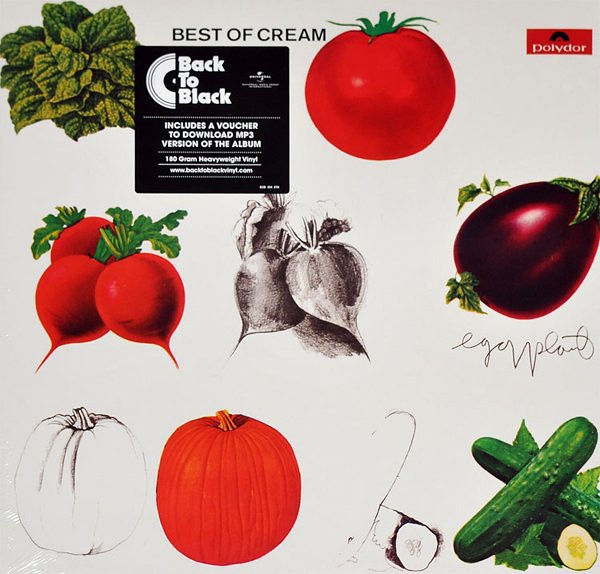 BEST OF CREAM
polydor
Back
To
Black
UNIVERSAL
INCLUDES A VOUCHER
TO DOWNLOAD MP3
VERSION OF THE ALBUM
180 Gram Heavyweight Vinyl
www.backtoblackvinyl.com
eggplant